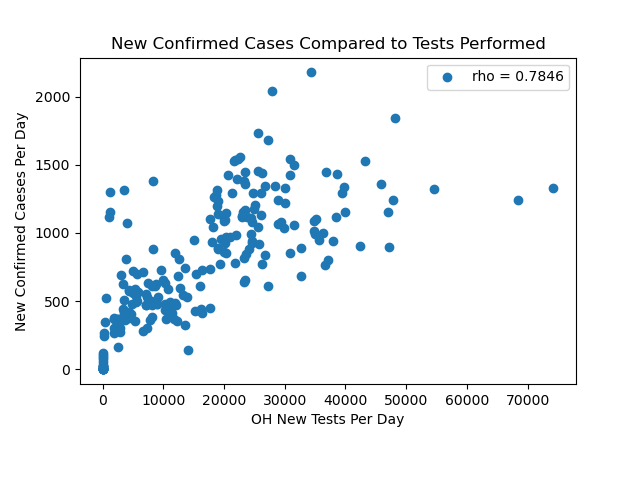 New Confirmed Cases Compared to Tests Performed
rho = 0.7846
New Confirmed Caeses Per Day
2000
1500
1000
500
0
0 10000 20000 30000 40000 50000 60000 70000
OH New Tests Per Day